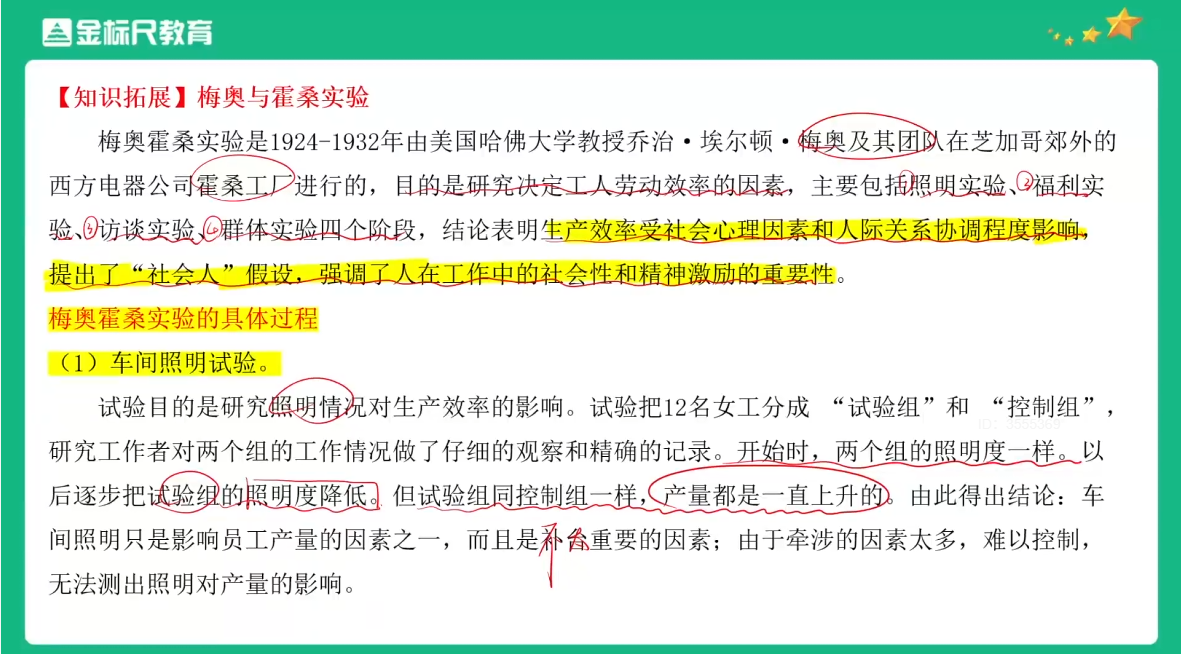 金标尺教育
【知识拓展】梅奥与霍桑实验
梅奥霍桑实验是1924-1932年由美国哈佛大学教授乔治·埃尔顿·梅奥及其团队在芝加哥郊外的
西方电器公司霍桑工厂进行的，目的是研究决定工人劳动效率的因素，主要包括①照明实验、②福利实
验、③访谈实验、④群体实验四个阶段，结论表明生产效率受社会心理因素和人际关系协调程度影响，
提出了“社会人”假设，强调了人在工作中的社会性和精神激励的重要性。
梅奥霍桑实验的具体过程
（1）车间照明试验。
试验目的是研究照明情况对生产效率的影响。试验把12名女工分成 “试验组”和 “控制组”，
ID：3555369
研究工作者对两个组的工作情况做了仔细的观察和精确的记录。开始时，两个组的照明度一样。以
后逐步把试验组的照明度降低。但试验组同控制组一样，产量都是一直上升的。由此得出结论：车
间照明只是影响员工产量的因素之一，而且是重要的因素；由于牵涉的因素太多，难以控制，
无法测出照明对产量的影响。